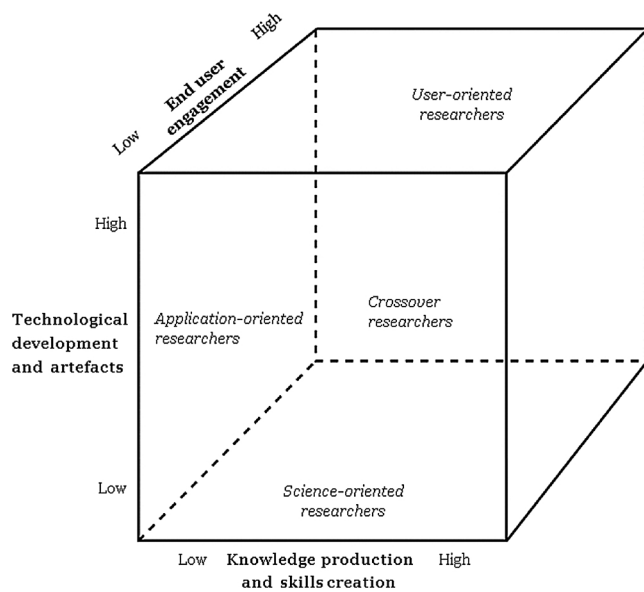 High
End user
engagement
Low
User-oriented
researchers
High
Technological
development
and artefacts
Application-oriented
researchers
Crossover
researchers
Low
Science-oriented
researchers
Low Knowledge production High
and skills creation